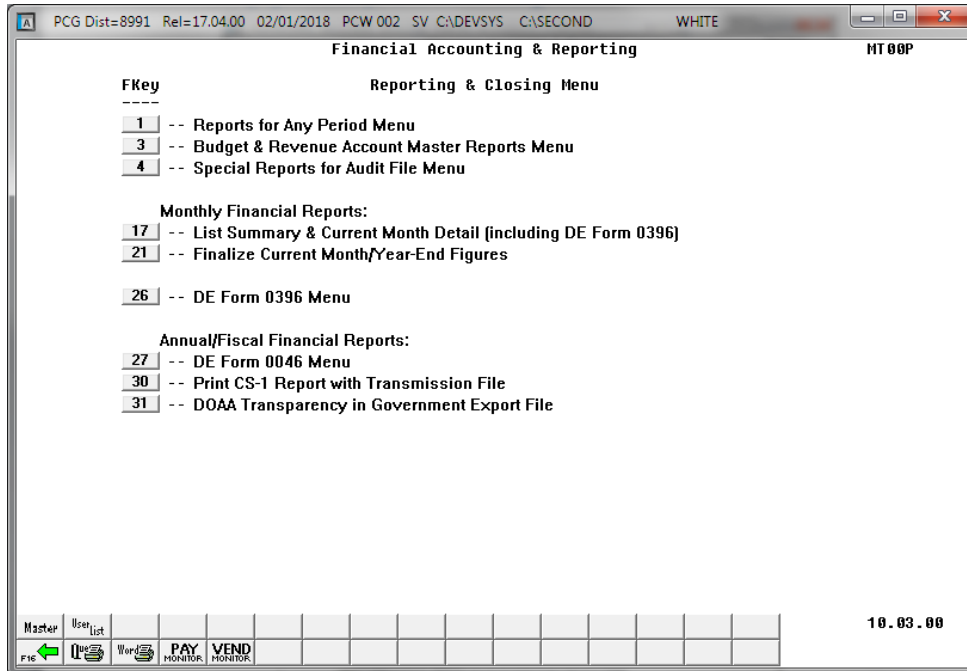 A PCG Dist=8991 Rel=17.04.00 02/01/2018 PCW 002 SV C:\DEVSYS C:\SECOND WHITE
Financial Accounting & Reporting MT00P
FKey Reporting & Closing Menu
----
1 -- Reports for Any Period Menu
3 -- Budget & Revenue Account Master Reports Menu
4 -- Special Reports for Audit File Menu
Monthly Financial Reports:
17 -- List Summary & Current Month Detail (including DE Form 0396)
21 -- Finalize Current Month/Year-End Figures
26 -- DE Form 0396 Menu
Annual/Fiscal Financial Reports:
27 -- DE Form 0046 Menu
30 -- Print CS-1 Report with Transmission File
31 -- DOAA Transparency in Government Export File
Master User List 10.03.00
F16 Que Word PAY MONITOR VEND MONITOR